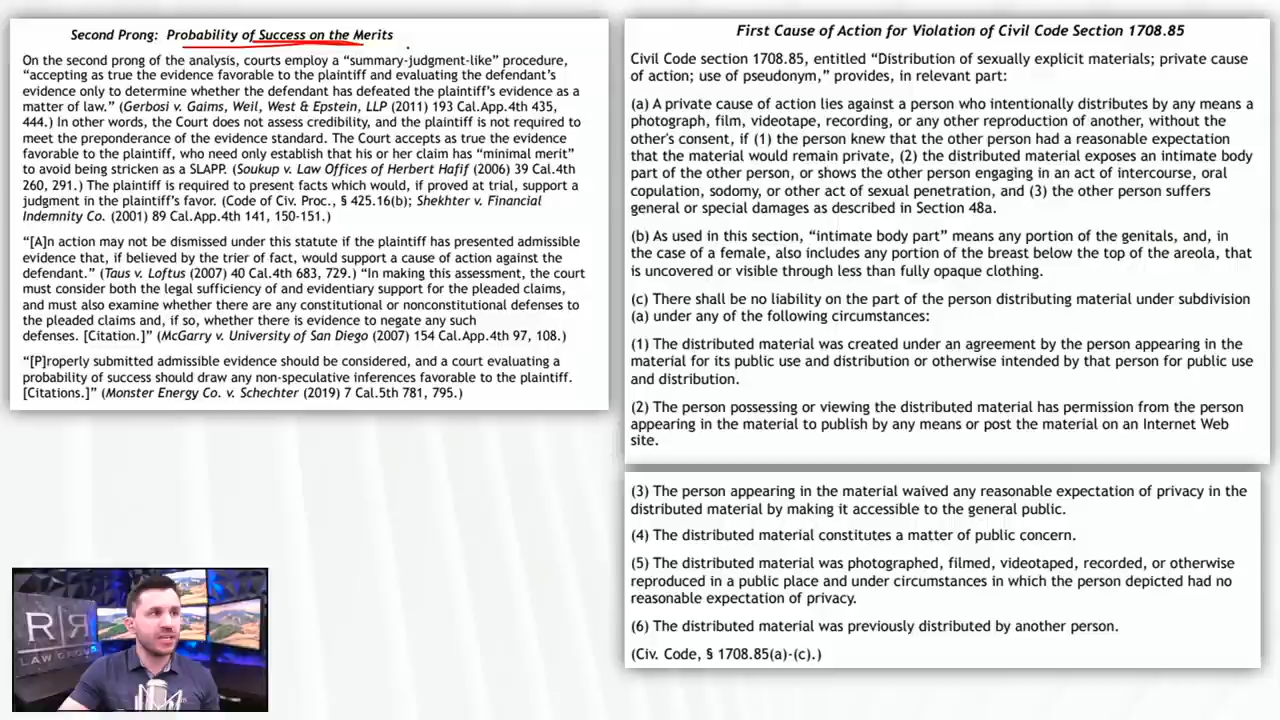 Second Prong: Probability of Success on the Merits
On the second prong of the analysis, courts employ a “summary-judgment-like” procedure,
“accepting as true the evidence favorable to the plaintiff and evaluating the defendant’s
evidence only to determine whether the defendant has defeated the plaintiff’s evidence as a
matter of law.” (Gerbosi v. Gaims, Weil, West & Epstein, LLP (2011) 193 Cal.App.4th 435,
444.) In other words, the Court does not assess credibility, and the plaintiff is not required to
meet the preponderance of the evidence standard. The Court accepts as true the evidence
favorable to the plaintiff, who need only establish that his or her claim has “minimal merit”
to avoid being stricken as a SLAPP. (Soukup v. Law Offices of Herbert Hafif (2006) 39 Cal.4th
260, 291.) The plaintiff is required to present facts which would, if proved at trial, support a
judgment in the plaintiff’s favor. (Code of Civ. Proc., § 425.16(b); Shekhter v. Financial
Indemnity Co. (2001) 89 Cal.App.4th 141, 150-151.)
“[A]n action may not be dismissed under this statute if the plaintiff has presented admissible
evidence that, if believed by the trier of fact, would support a cause of action against the
defendant.” (Taus v. Loftus (2007) 40 Cal.4th 683, 729.) “In making this assessment, the court
must consider both the legal sufficiency of and evidentiary support for the pleaded claims,
and must also examine whether there are any constitutional or nonconstitutional defenses to
the pleaded claims and, if so, whether there is evidence to negate any such
defenses. [Citation.]” (McGarry v. University of San Diego (2007) 154 Cal.App.4th 97, 108.)
“[P]roperly submitted admissible evidence should be considered, and a court evaluating a
probability of success should draw any non-speculative inferences favorable to the plaintiff.
[Citations.]” (Monster Energy Co. v. Schechter (2019) 7 Cal.5th 781, 795.)
First Cause of Action for Violation of Civil Code Section 1708.85
Civil Code section 1708.85, entitled “Distribution of sexually explicit materials; private cause
of action; use of pseudonym,” provides, in relevant part:
(a) A private cause of action lies against a person who intentionally distributes by any means a
photograph, film, videotape, recording, or any other reproduction of another, without the
other’s consent, if (1) the person knew that the other person had a reasonable expectation
that the material would remain private, (2) the distributed material exposes an intimate body
part of the other person, or shows the other person engaging in an act of intercourse, oral
copulation, sodomy, or other act of sexual penetration, and (3) the other person suffers
general or special damages as described in Section 48a.
(b) As used in this section, “intimate body part” means any portion of the genitals, and, in
the case of a female, also includes any portion of the breast below the top of the areola, that
is uncovered or visible through less than fully opaque clothing.
(c) There shall be no liability on the part of the person distributing material under subdivision
(a) under any of the following circumstances:
(1) The distributed material was created under an agreement by the person appearing in the
material for its public use and distribution or otherwise intended by that person for public use
and distribution.
(2) The person possessing or viewing the distributed material has permission from the person
appearing in the material to publish by any means or post the material on an Internet Web
site.
(3) The person appearing in the material waived any reasonable expectation of privacy in the
distributed material by making it accessible to the general public.
(4) The distributed material constitutes a matter of public concern.
(5) The distributed material was photographed, filmed, videotaped, recorded, or otherwise
reproduced in a public place and under circumstances in which the person depicted had no
reasonable expectation of privacy.
(6) The distributed material was previously distributed by another person.
(Civ. Code, § 1708.85(a)-(c).)
R|R
LAW GROUP